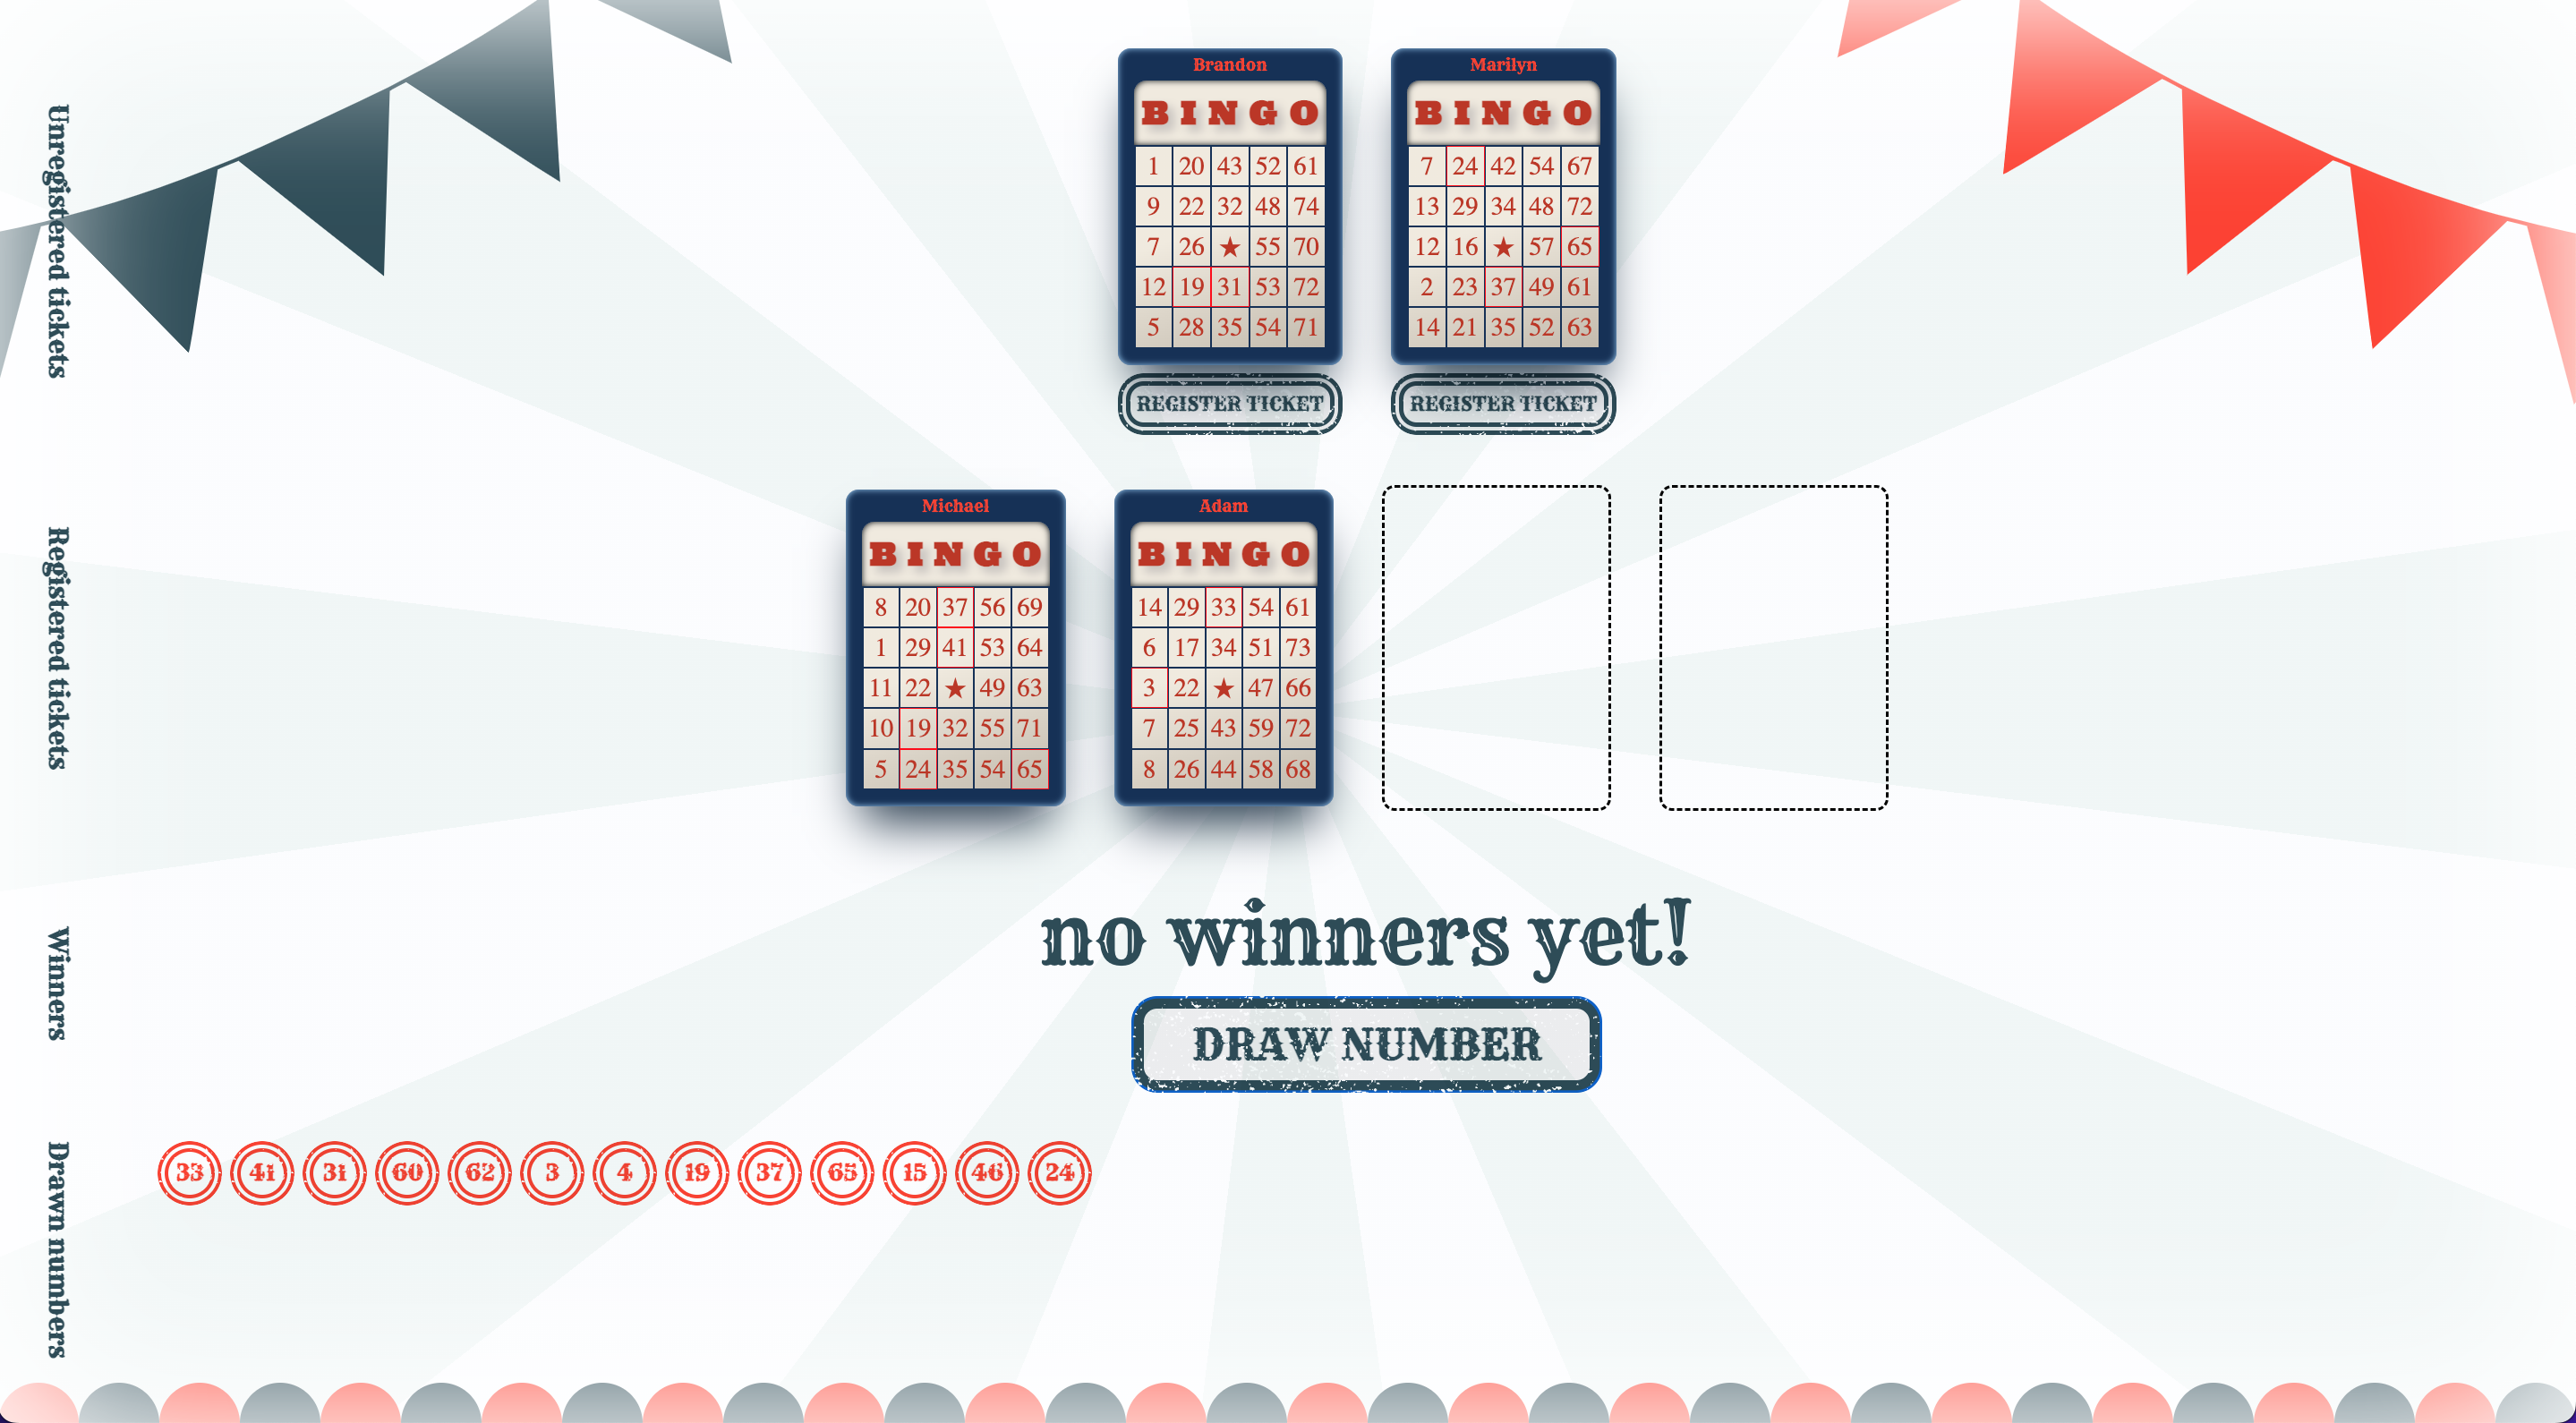 Unregistered tickets
Brandon
BINGO
1 20 43 52 61
9 22 32 48 74
7 26 ★ 55 70
12 19 31 53 72
5 28 35 54 71
REGISTER TICKET
Marilyn
BINGO
7 24 42 54 67
13 29 34 48 72
12 16 ★ 57 65
2 23 37 49 61
14 21 35 52 63
REGISTER TICKET
Registered tickets
Michael
BINGO
8 20 37 56 69
1 29 41 53 64
11 22 ★ 49 63
10 19 32 55 71
5 24 35 54 65
Adam
BINGO
14 29 33 54 61
6 17 34 51 73
3 22 ★ 47 66
7 25 43 59 72
8 26 44 58 68
Winners
no winners yet!
DRAW NUMBER
Drawn numbers
33 41 31 60 62 3 4 19 37 65 15 46 24